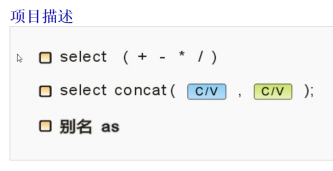 项目描述
select ( + - * / )
select concat( C/V , C/V );
别名 as